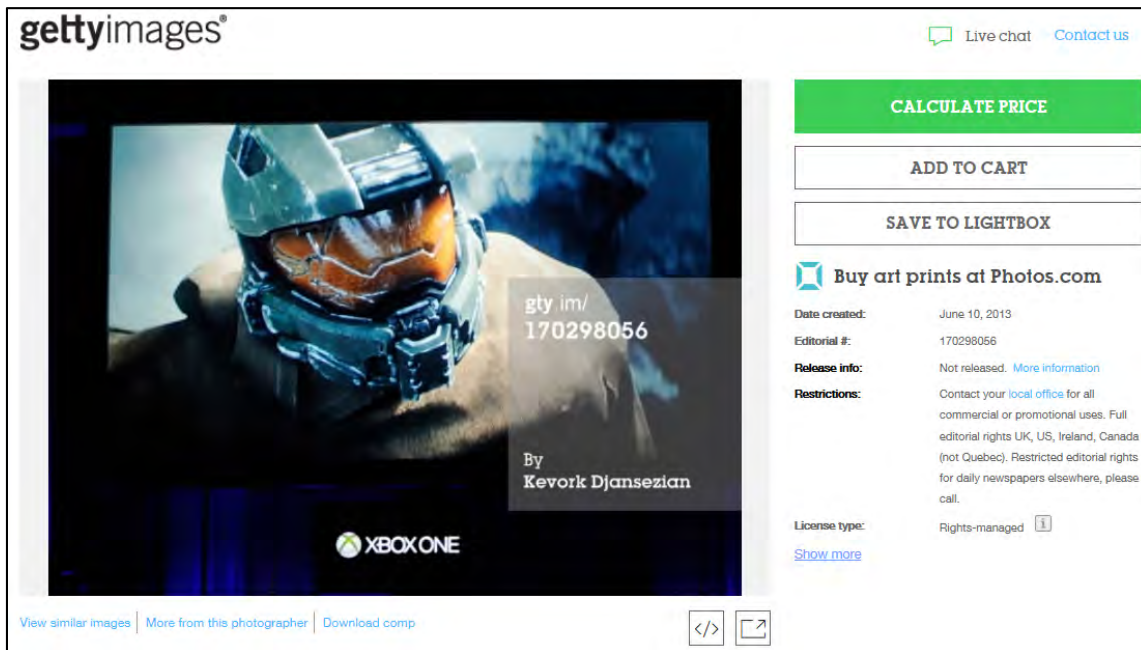 gettyimages®
Live chat
Contact us
gty.im/
170298056
By
Kevork Djansezian
XBOX ONE
CALCULATE PRICE
ADD TO CART
SAVE TO LIGHTBOX
Buy art prints at Photos.com
Date created: June 10, 2013
Editorial #: 170298056
Release info: Not released. More information
Restrictions: Contact your local office for all
commercial or promotional uses. Full
editorial rights UK, US, Ireland, Canada
(not Quebec). Restricted editorial rights
for daily newspapers elsewhere, please
call.
License type: Rights-managed i
Show more
View similar images | More from this photographer | Download comp
</>